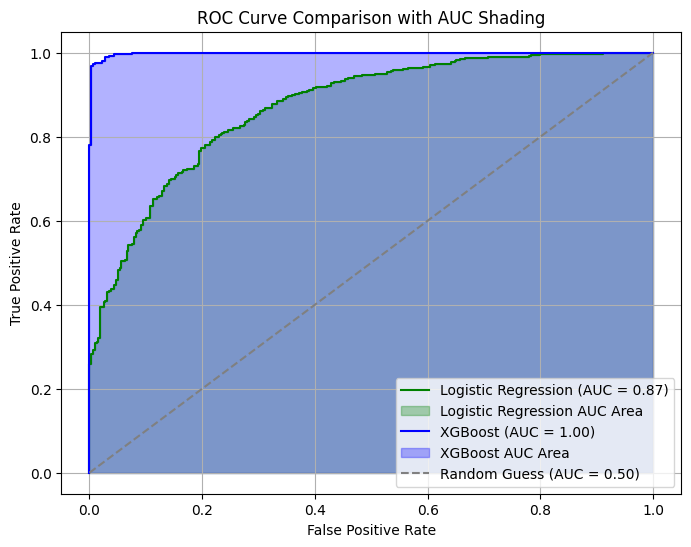 ROC Curve Comparison with AUC Shading
True Positive Rate
1.0
0.8
0.6
0.4
0.2
0.0
Logistic Regression (AUC = 0.87)
Logistic Regression AUC Area
XGBoost (AUC = 1.00)
XGBoost AUC Area
Random Guess (AUC = 0.50)
0.0 0.2 0.4 0.6 0.8 1.0
False Positive Rate